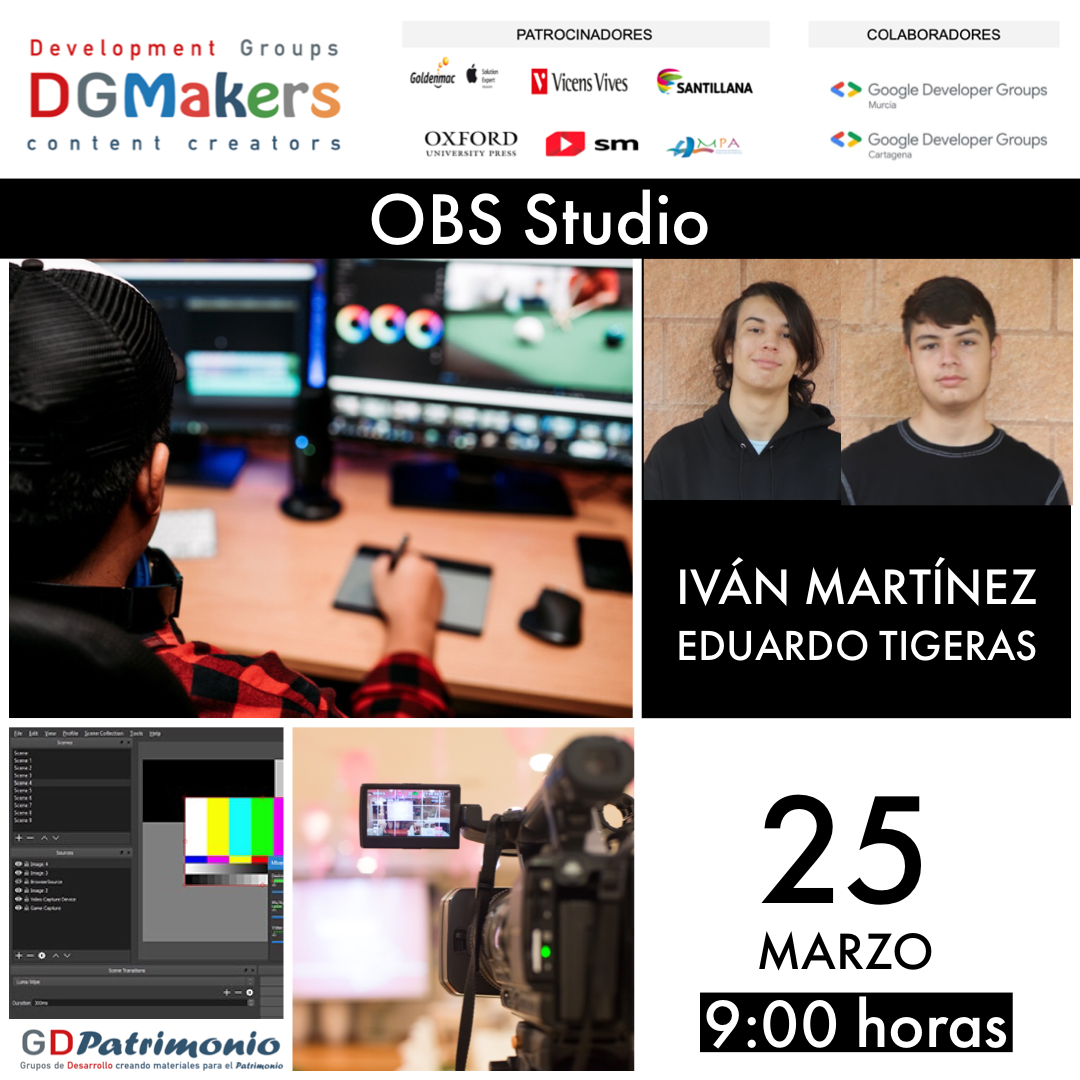 Development Groups
DGMakers
content creators
PATROCINADORES
Goldenmac
Solution
Expert
Vicens Vives
SANTILLANA
OXFORD
UNIVERSITY PRESS
sm
AMPA
COLABORADORES
Google Developer Groups
Murcia
Google Developer Groups
Cartagena
OBS Studio
IVÁN MARTÍNEZ
EDUARDO TIGERAS
File Edit View Profile Scene Collection Tools Help
Scenes
Scene
Scene 1
Scene 2
Scene 3
Scene 4
Scene 5
Scene 6
Scene 7
Scene 8
Scene 9
Sources
Image 4
Image 3
BrowserSource
Image 2
Video Capture Device
Game Capture
Scene Transitions
Luma Wipe
Duration 300ms
25
MARZO
9:00 horas
GDPatrimonio
Grupos de Desarrollo creando materiales para el Patrimonio